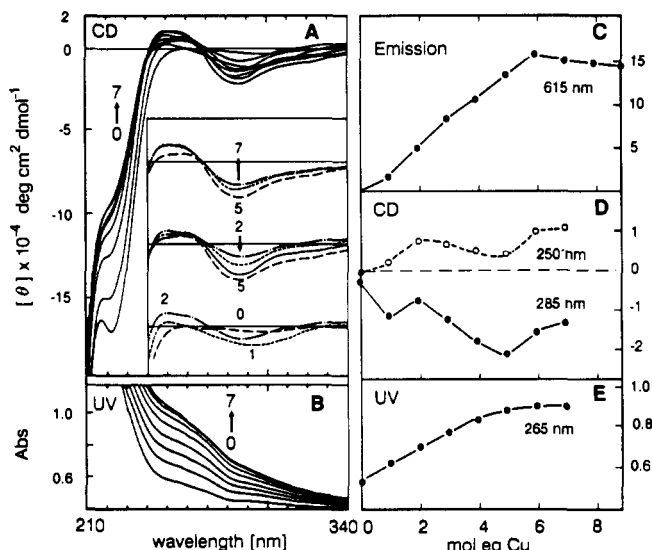 CD
A
2
0
-5
-10
-15
7
0
7
5
2
5
2
0
1
[θ] x 10⁻⁴ deg cm² dmol⁻¹
UV
B
7
0
1.0
0.6
Abs
210
340
wavelength [nm]
C
Emission
615 nm
15
10
5
0
CD
D
250 nm
285 nm
1
0
-1
-2
UV
E
265 nm
1.0
0.8
0.6
0
2
4
6
8
mol eq Cu